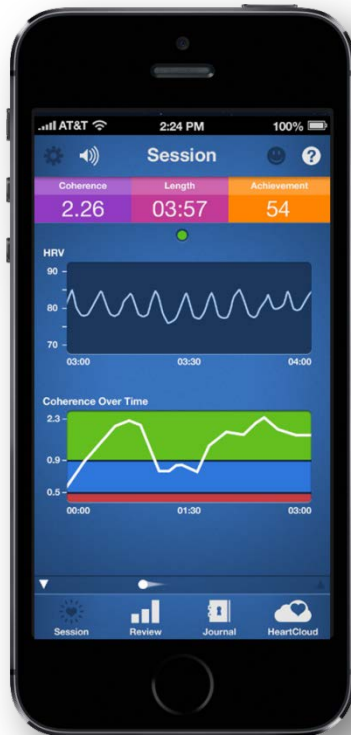 AT&T 2:24 PM 100%
Session ?
Coherence Length Achievement
2.26 03:57 54
HRV
90
80
70
03:00 03:30 04:00
Coherence Over Time
2.3
0.9
0.5
00:00 01:30 03:00
Session Review Journal HeartCloud